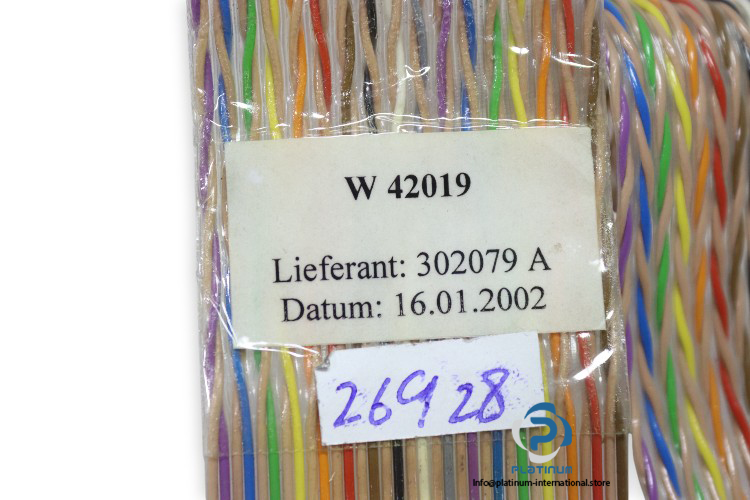 W 42019
Lieferant: 302079 A
Datum: 16.01.2002
26928
PLATINUM
Info@platinum-international.store